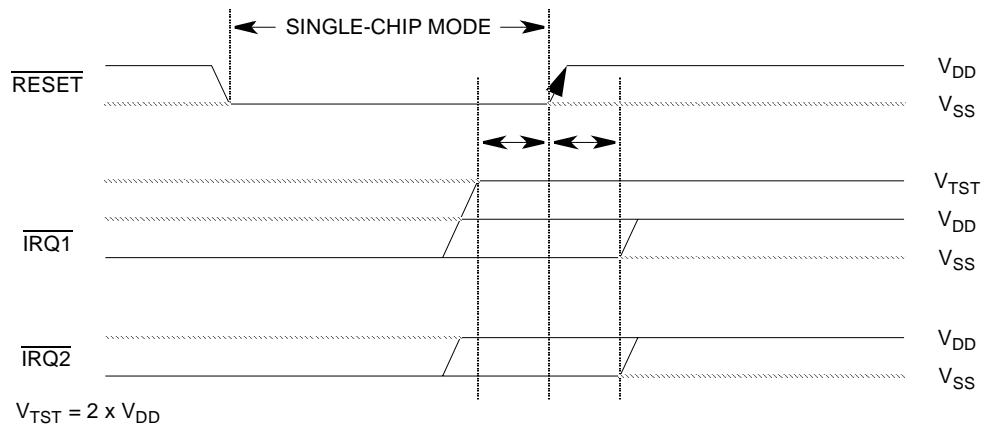 SINGLE-CHIP MODE
RESET
VDD
VSS
VTST
VDD
IRQ1
VSS
VDD
IRQ2
VSS
VTST = 2 x VDD